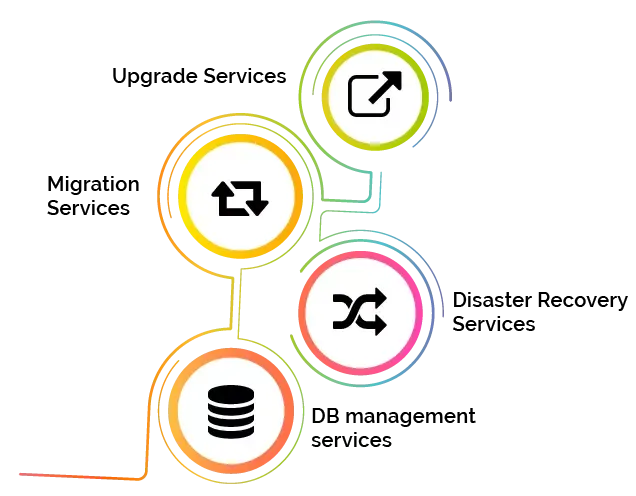 Upgrade Services
Migration
Services
Disaster Recovery
Services
DB management
services